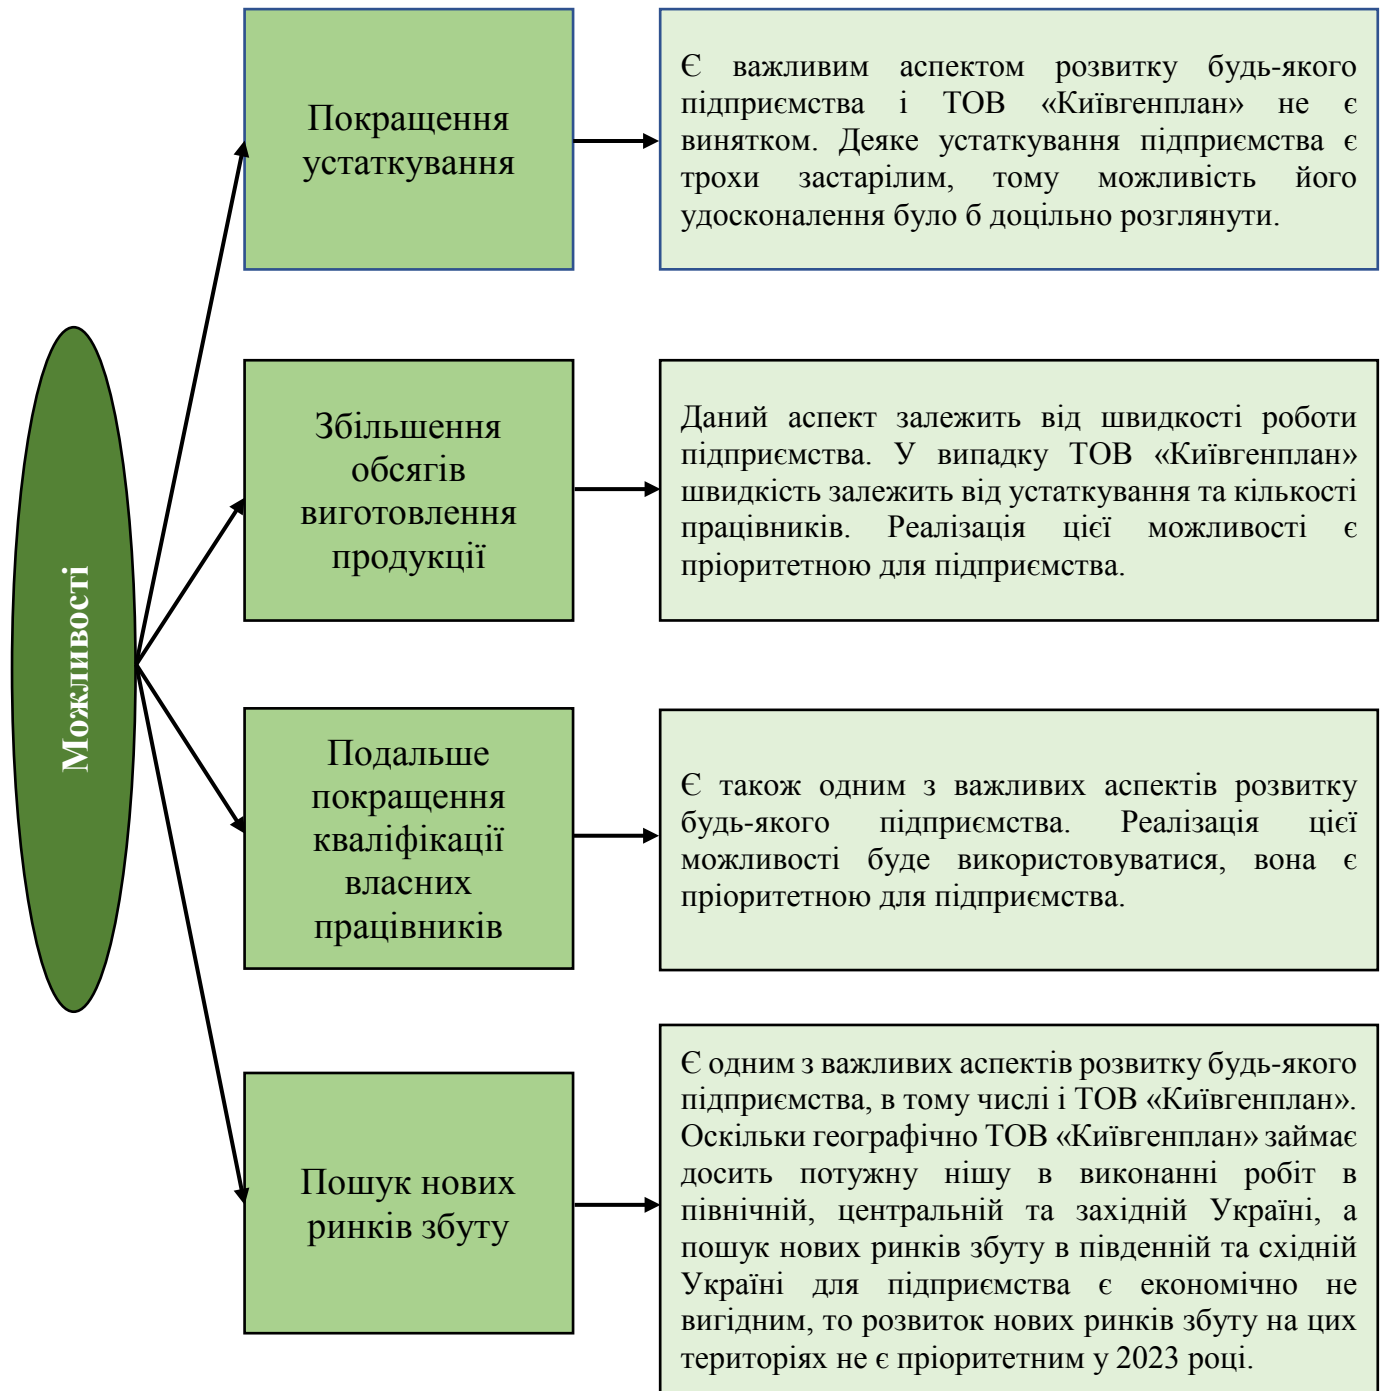 Можливості
Покращення
устаткування
Є важливим аспектом розвитку будь-якого
підприємства і ТОВ «Київгенплан» не є
винятком. Деяке устаткування підприємства є
трохи застарілим, тому можливість його
удосконалення було б доцільно розглянути.
Збільшення
обсягів
виготовлення
продукції
Даний аспект залежить від швидкості роботи
підприємства. У випадку ТОВ «Київгенплан»
швидкість залежить від устаткування та кількості
працівників. Реалізація цієї можливості є
пріоритетною для підприємства.
Подальше
покращення
кваліфікації
власних
працівників
Є також одним з важливих аспектів розвитку
будь-якого підприємства. Реалізація цієї
можливості буде використовуватися, вона є
пріоритетною для підприємства.
Пошук нових
ринків збуту
Є одним з важливих аспектів розвитку будь-якого
підприємства, в тому числі і ТОВ «Київгенплан».
Оскільки географічно ТОВ «Київгенплан» займає
досить потужну нішу в виконанні робіт в
північній, центральній та західній Україні, а
пошук нових ринків збуту в південній та східній
Україні для підприємства є економічно не
вигідним, то розвиток нових ринків збуту на цих
територіях не є пріоритетним у 2023 році.